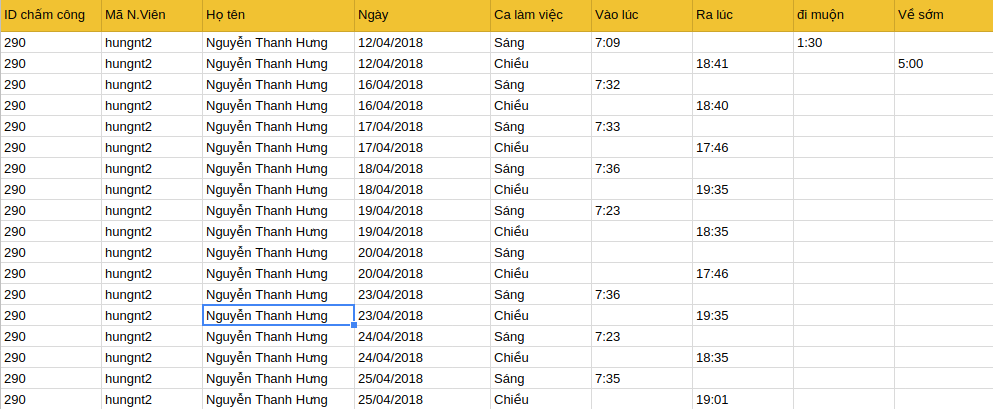 ID chấm công Mã N.Viên Họ tên Ngày Ca làm việc Vào lúc Ra lúc đi muộn Về sớm
290 hungnt2 Nguyễn Thanh Hưng 12/04/2018 Sáng 7:09 1:30
290 hungnt2 Nguyễn Thanh Hưng 12/04/2018 Chiều 18:41 5:00
290 hungnt2 Nguyễn Thanh Hưng 16/04/2018 Sáng 7:32
290 hungnt2 Nguyễn Thanh Hưng 16/04/2018 Chiều 18:40
290 hungnt2 Nguyễn Thanh Hưng 17/04/2018 Sáng 7:33
290 hungnt2 Nguyễn Thanh Hưng 17/04/2018 Chiều 17:46
290 hungnt2 Nguyễn Thanh Hưng 18/04/2018 Sáng 7:36
290 hungnt2 Nguyễn Thanh Hưng 18/04/2018 Chiều 19:35
290 hungnt2 Nguyễn Thanh Hưng 19/04/2018 Sáng 7:23
290 hungnt2 Nguyễn Thanh Hưng 19/04/2018 Chiều 18:35
290 hungnt2 Nguyễn Thanh Hưng 20/04/2018 Sáng
290 hungnt2 Nguyễn Thanh Hưng 20/04/2018 Chiều 17:46
290 hungnt2 Nguyễn Thanh Hưng 23/04/2018 Sáng 7:36
290 hungnt2 Nguyễn Thanh Hưng 23/04/2018 Chiều 19:35
290 hungnt2 Nguyễn Thanh Hưng 24/04/2018 Sáng 7:23
290 hungnt2 Nguyễn Thanh Hưng 24/04/2018 Chiều 18:35
290 hungnt2 Nguyễn Thanh Hưng 25/04/2018 Sáng 7:35
290 hungnt2 Nguyễn Thanh Hưng 25/04/2018 Chiều 19:01